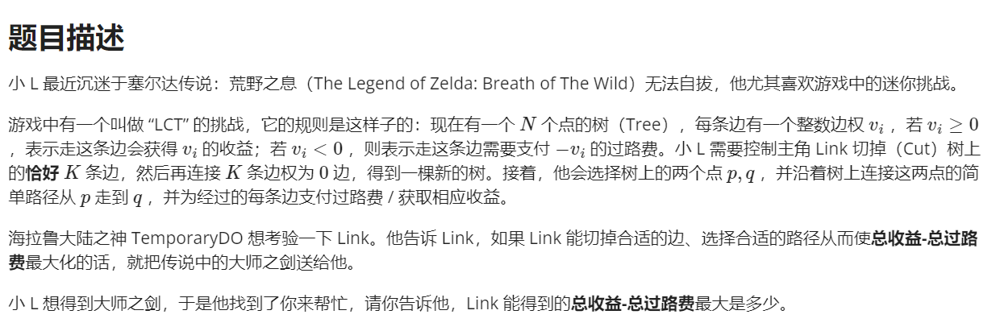 题目描述
小 L 最近沉迷于塞尔达传说：荒野之息（The Legend of Zelda: Breath of The Wild）无法自拔，他尤其喜欢游戏中的迷你挑战。
游戏中有一个叫做 “LCT” 的挑战，它的规则是这样子的：现在有一个 N 个点的树（Tree），每条边有一个整数边权 v_i ，若 v_i ≥ 0
，表示走这条边会获得 v_i 的收益；若 v_i < 0 ，则表示走这条边需要支付 −v_i 的过路费。小 L 需要控制主角 Link 切掉（Cut）树上
的恰好 K 条边，然后再连接 K 条边权为 0 边，得到一棵新的树。接着，他会选择树上的两个点 p, q ，并沿着树上连接这两点的简
单路径从 p 走到 q ，并为经过的每条边支付过路费 / 获取相应收益。
海拉鲁大陆之神 TemporaryDO 想考验一下 Link。他告诉 Link，如果 Link 能切掉合适的边、选择合适的路径从而使总收益-总过路
费最大化的话，就把传说中的大师之剑送给他。
小 L 想得到大师之剑，于是他找到了你来帮忙，请你告诉他，Link 能得到的总收益-总过路费最大是多少。